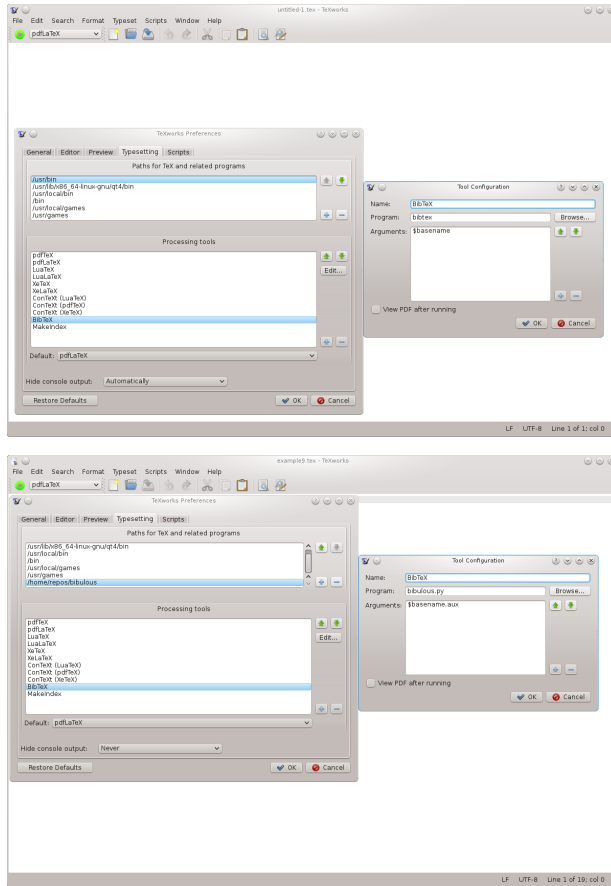 untitled-1.tex - TeXworks
File Edit Search Format Typeset Scripts Window Help
pdfLaTeX
TeXworks Preferences
General Editor Preview Typesetting Scripts
Paths for TeX and related programs
/usr/bin
/usr/lib/x86_64-linux-gnu/qt4/bin
/usr/local/bin
/bin
/usr/local/games
/usr/games
Processing tools
pdfTeX
pdfLaTeX
LuaTeX
LuaLaTeX
XeTeX
XeLaTeX
ConTeXt (LuaTeX)
ConTeXt (pdfTeX)
ConTeXt (XeTeX)
BibTeX
MakeIndex
Edit...
Default: pdfLaTeX
Hide console output: Automatically
Restore Defaults OK Cancel
Tool Configuration
Name: BibTeX
Program: bibtex Browse...
Arguments: $basename
View PDF after running
OK Cancel
LF UTF-8 Line 1 of 1; col 0
example9.tex - TeXworks
File Edit Search Format Typeset Scripts Window Help
pdfLaTeX
TeXworks Preferences
General Editor Preview Typesetting Scripts
Paths for TeX and related programs
/usr/lib/x86_64-linux-gnu/qt4/bin
/usr/local/bin
/bin
/usr/local/games
/usr/games
/home/repos/bibulous
Processing tools
pdfTeX
pdfLaTeX
LuaTeX
LuaLaTeX
XeTeX
XeLaTeX
ConTeXt (LuaTeX)
ConTeXt (pdfTeX)
ConTeXt (XeTeX)
BibTeX
MakeIndex
Edit...
Default: pdfLaTeX
Hide console output: Never
Restore Defaults OK Cancel
Tool Configuration
Name: BibTeX
Program: bibulous.py Browse...
Arguments: $basename.aux
View PDF after running
OK Cancel
LF UTF-8 Line 1 of 19; col 0